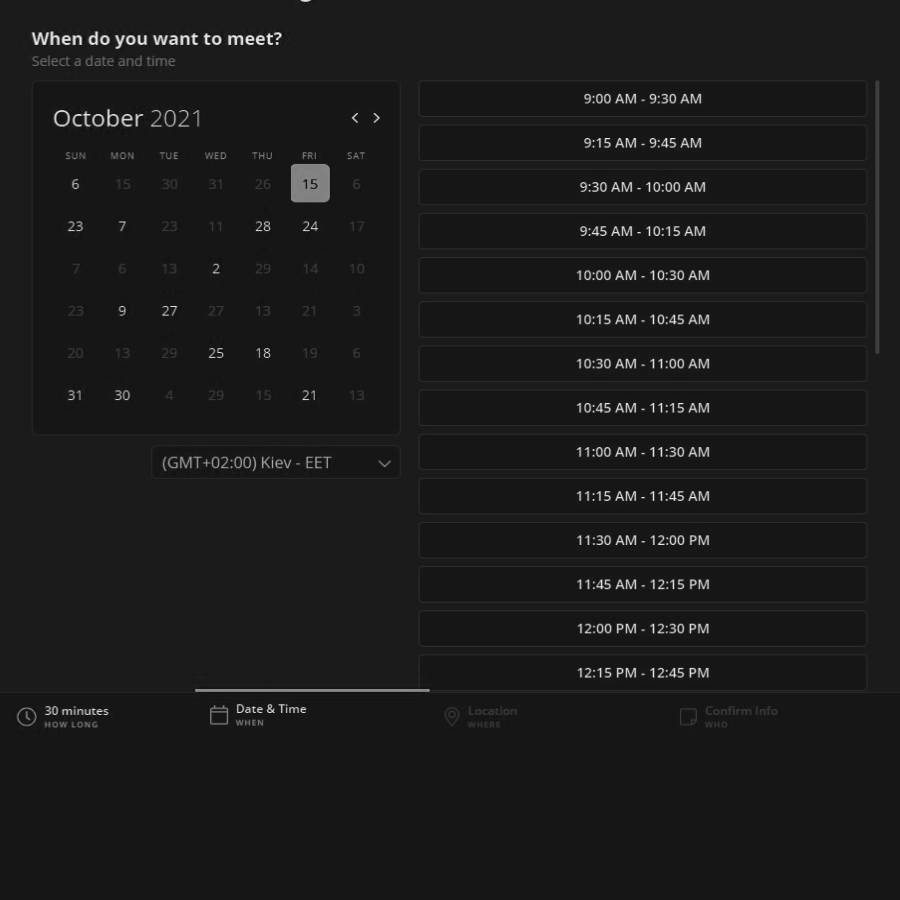 When do you want to meet?
Select a date and time
October 2021
SUN MON TUE WED THU FRI SAT
6 15 30 31 26 15 6
23 7 23 11 28 24 17
7 6 13 2 29 14 10
23 9 27 27 13 21 3
20 13 29 25 18 19 6
31 30 4 29 15 21 13
(GMT+02:00) Kiev - EET
9:00 AM - 9:30 AM
9:15 AM - 9:45 AM
9:30 AM - 10:00 AM
9:45 AM - 10:15 AM
10:00 AM - 10:30 AM
10:15 AM - 10:45 AM
10:30 AM - 11:00 AM
10:45 AM - 11:15 AM
11:00 AM - 11:30 AM
11:15 AM - 11:45 AM
11:30 AM - 12:00 PM
11:45 AM - 12:15 PM
12:00 PM - 12:30 PM
12:15 PM - 12:45 PM
30 minutes
HOW LONG
Date & Time
WHEN
Location
WHERE
Confirm Info
WHO